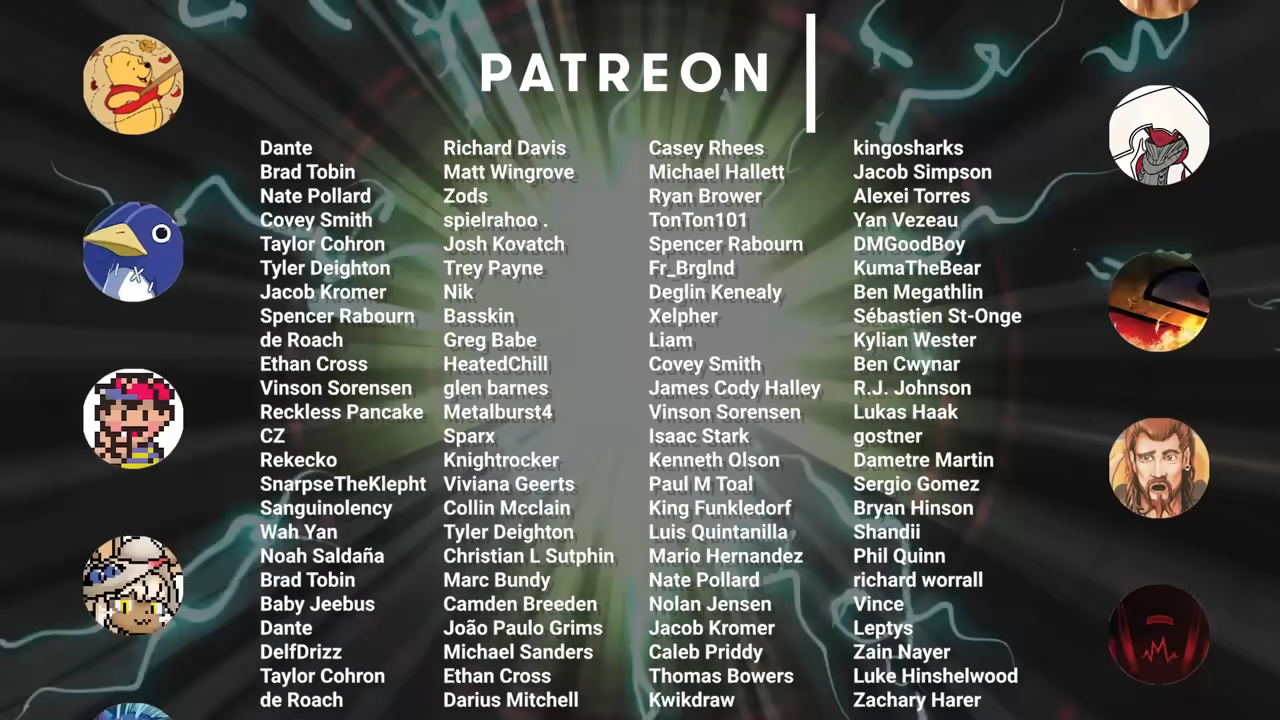 PATREON
Dante
Brad Tobin
Nate Pollard
Covey Smith
Taylor Cohron
Tyler Deighton
Jacob Kromer
Spencer Rabourn
de Roach
Ethan Cross
Vinson Sorensen
Reckless Pancake
CZ
Rekecko
SnarpseTheKlepht
Sanguinolency
Wah Yan
Noah Saldaña
Brad Tobin
Baby Jeebus
Dante
DelfDrizz
Taylor Cohron
de Roach
Richard Davis
Matt Wingrove
Zods
spielrahoo .
Josh Kovatch
Trey Payne
Nik
Basskin
Greg Babe
HeatedChill
glen barnes
Metalburst4
Sparx
Knightrocker
Viviana Geerts
Collin Mcclain
Tyler Deighton
Christian L Sutphin
Marc Bundy
Camden Breeden
João Paulo Grims
Michael Sanders
Ethan Cross
Darius Mitchell
Casey Rhees
Michael Hallett
Ryan Brower
TonTon101
Spencer Rabourn
Fr_Brglnd
Deglin Kenealy
Xelpher
Liam
Covey Smith
James Cody Halley
Vinson Sorensen
Isaac Stark
Kenneth Olson
Paul M Toal
King Funkledorf
Luis Quintanilla
Mario Hernandez
Nate Pollard
Nolan Jensen
Jacob Kromer
Caleb Priddy
Thomas Bowers
Kwikdraw
kingosharks
Jacob Simpson
Alexei Torres
Yan Vezeau
DMGoodBoy
KumaTheBear
Ben Megathlin
Sébastien St-Onge
Kylian Wester
Ben Cwynar
R.J. Johnson
Lukas Haak
gostner
Dametre Martin
Sergio Gomez
Bryan Hinson
Shandii
Phil Quinn
richard worrall
Vince
Leptys
Zain Nayer
Luke Hinshelwood
Zachary Harer